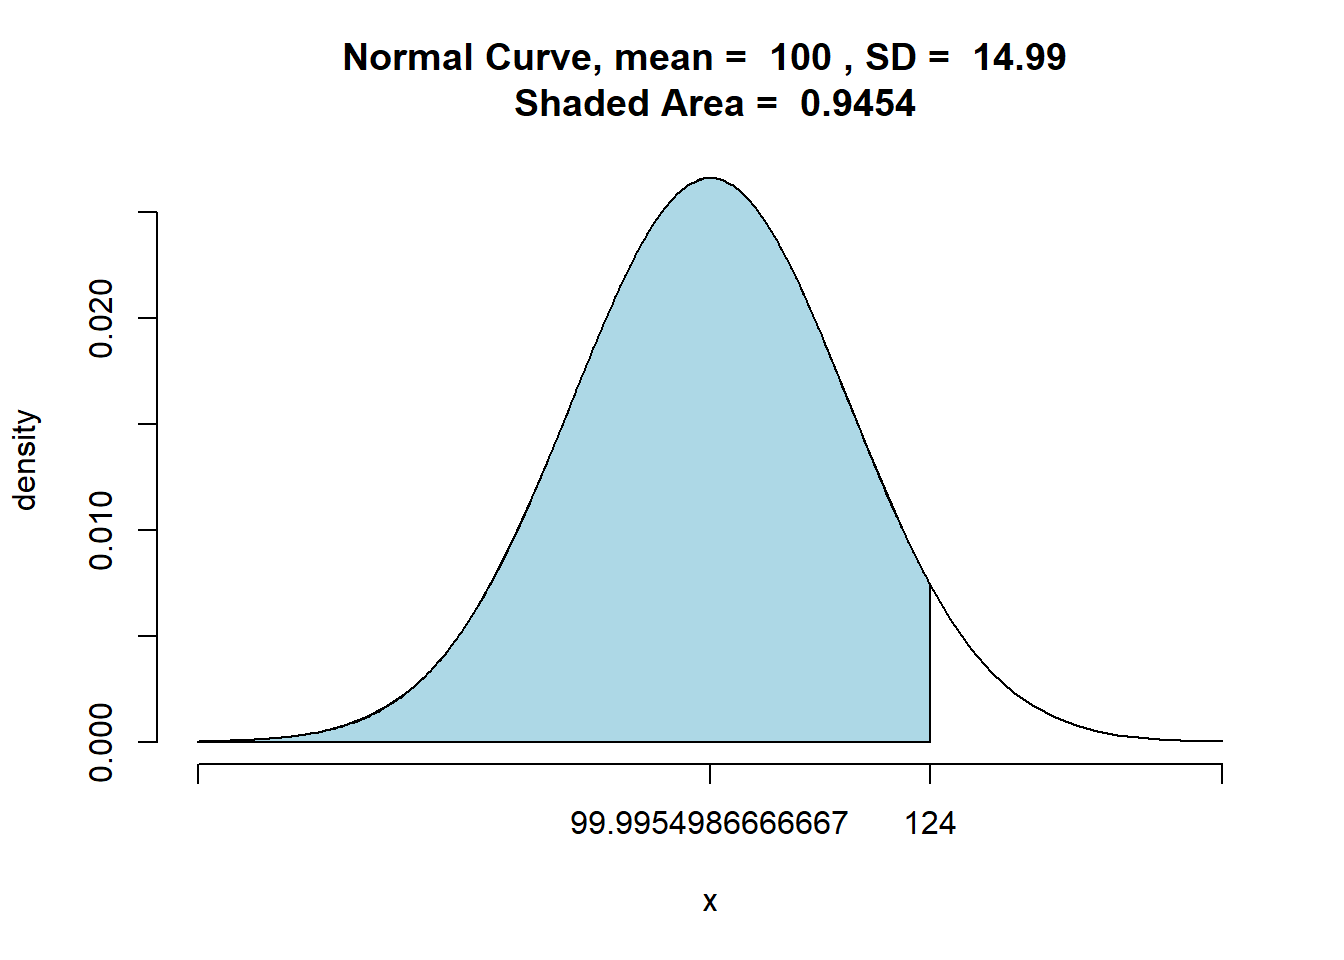 Normal Curve, mean =  100 , SD =  14.99
Shaded Area =  0.9454
density
0.020
0.010
0.000
99.9954986666667
124
x